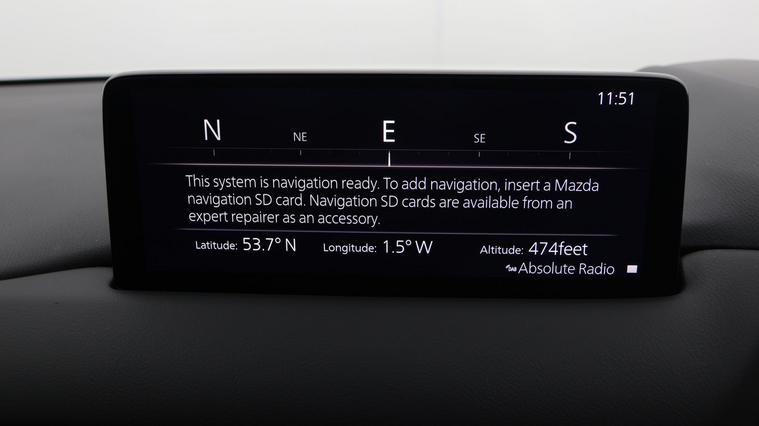 11:51
N NE E SE S
This system is navigation ready. To add navigation, insert a Mazda
navigation SD card. Navigation SD cards are available from an
expert repairer as an accessory.
Latitude: 53.7° N Longitude: 1.5° W Altitude: 474feet
DAB Absolute Radio